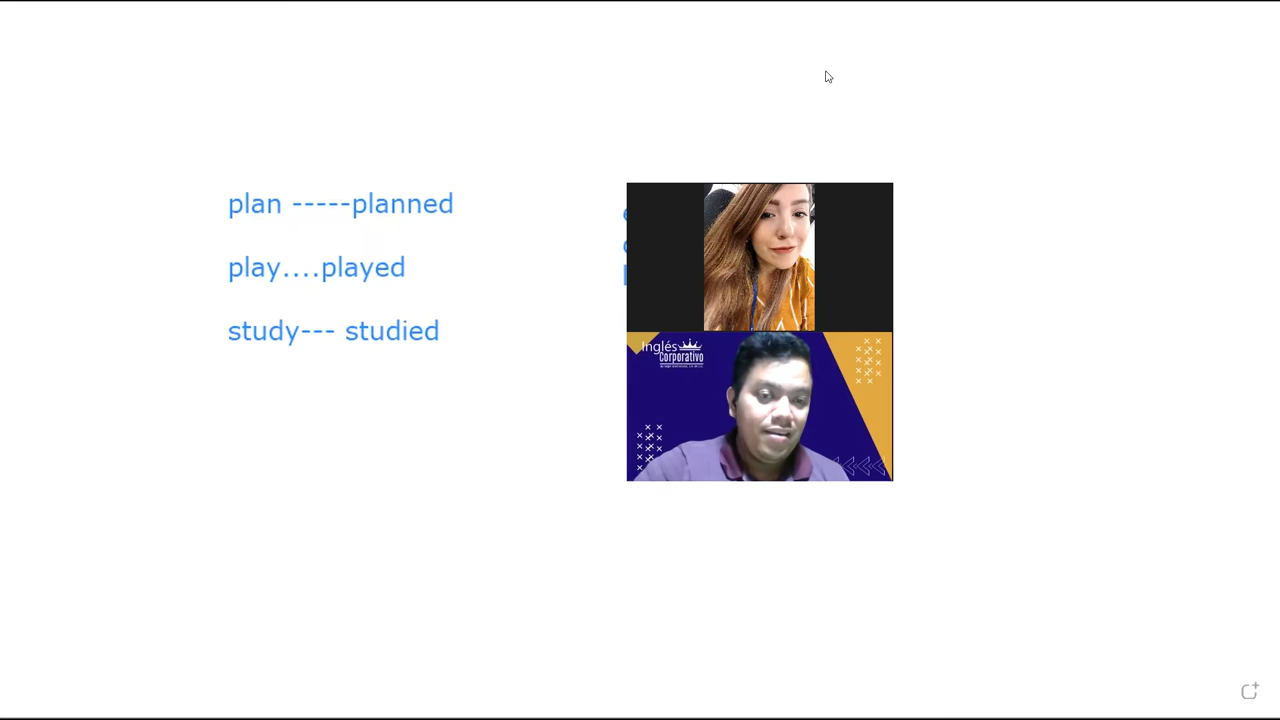 plan -----planned
play....played
study--- studied
Inglés
Corporativo